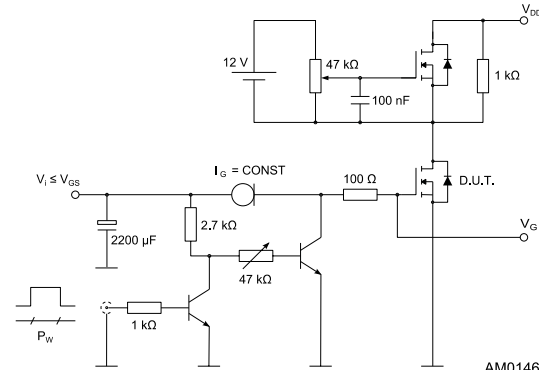 V_DD
12 V
47 kΩ
100 nF
1 kΩ
I_G = CONST
V_i ≤ V_GS
100 Ω
D.U.T.
2200 μF
2.7 kΩ
47 kΩ
V_G
1 kΩ
P_W
AM0146